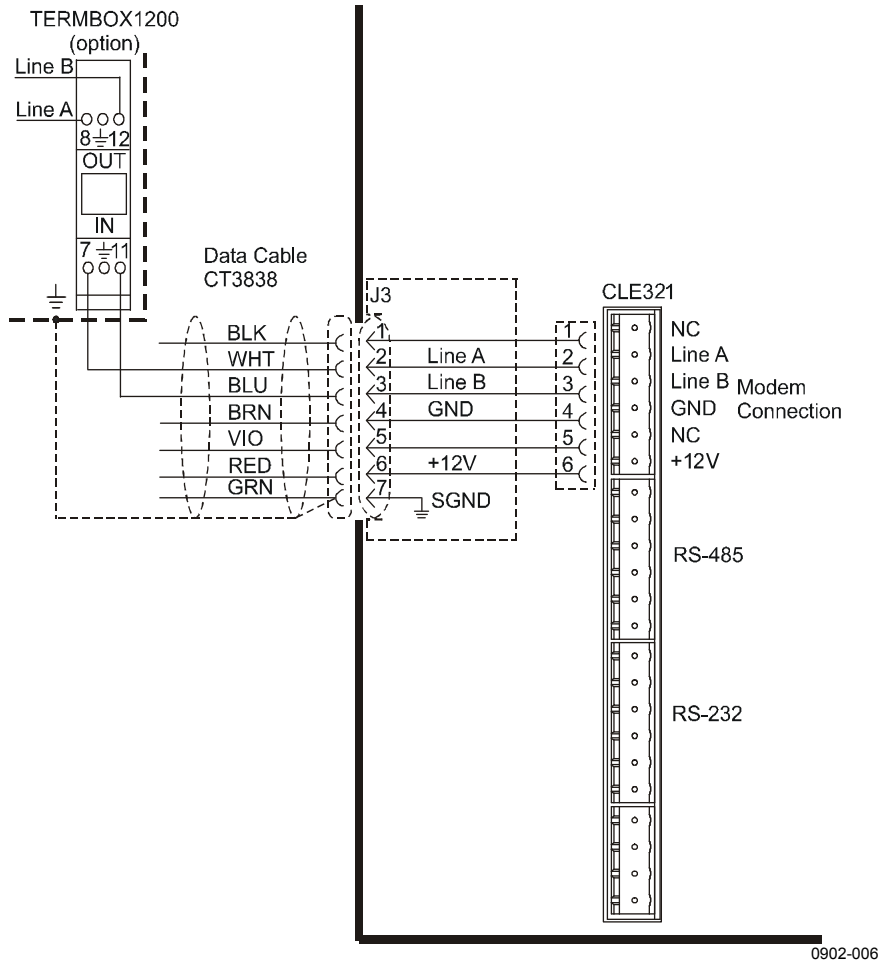 TERMBOX1200
(option)
Line B
Line A
8 12
OUT
IN
7 11
Data Cable
CT3838
J3
CLE321
BLK
WHT
BLU
BRN
VIO
RED
GRN
1
2 Line A
3 Line B
4 GND
5
6 +12V
7
SGND
1
2
3
4
5
6
NC
Line A
Line B
GND
NC
+12V
Modem
Connection
RS-485
RS-232
0902-006